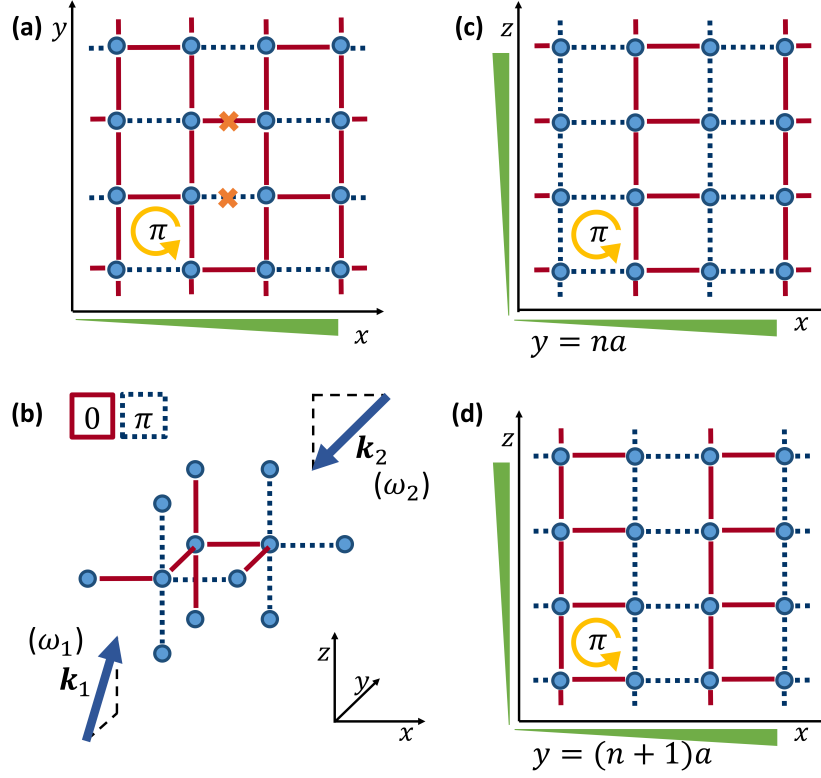 (a)
y
π
x
(b)
0 π
k₂
(ω₂)
(ω₁)
k₁
z
y
x
(c)
z
π
x
y = na
(d)
z
π
x
y = (n + 1)a